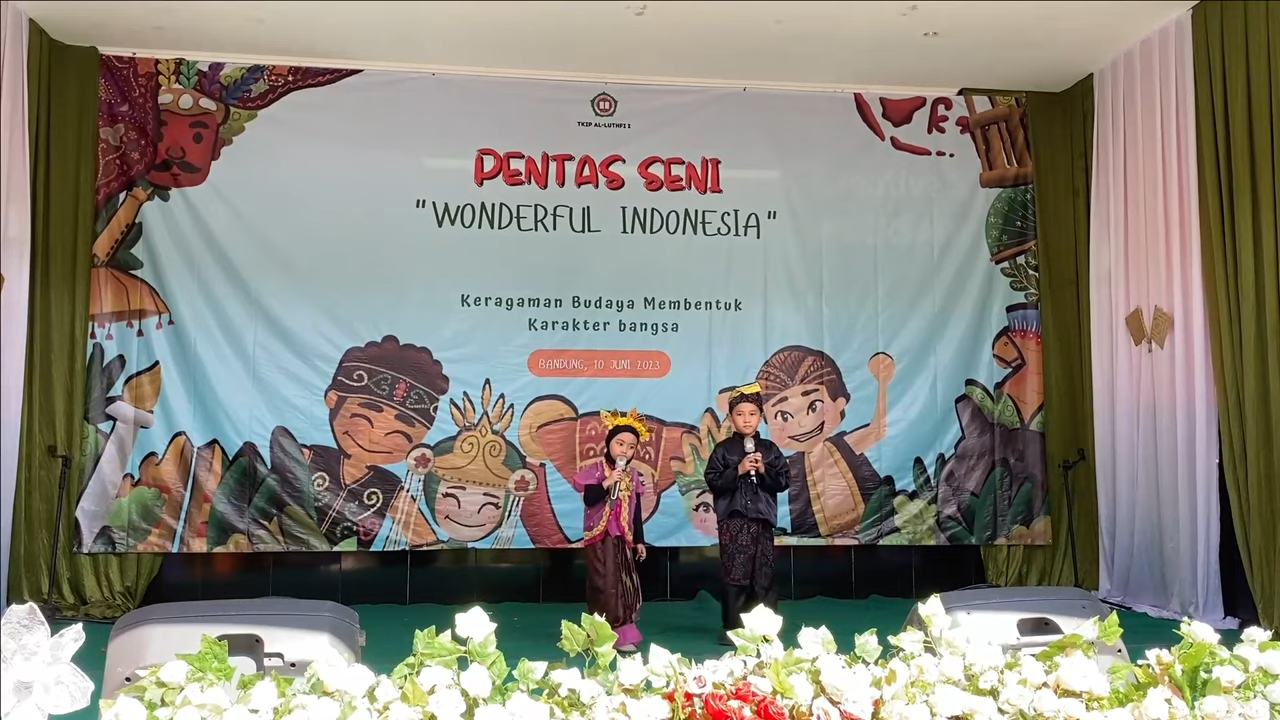 TKIP AL-LUTHFI I
PENTAS SENI
"WONDERFUL INDONESIA"
Keragaman Budaya Membentuk
Karakter bangsa
BANDUNG, 10 JUNI 2023